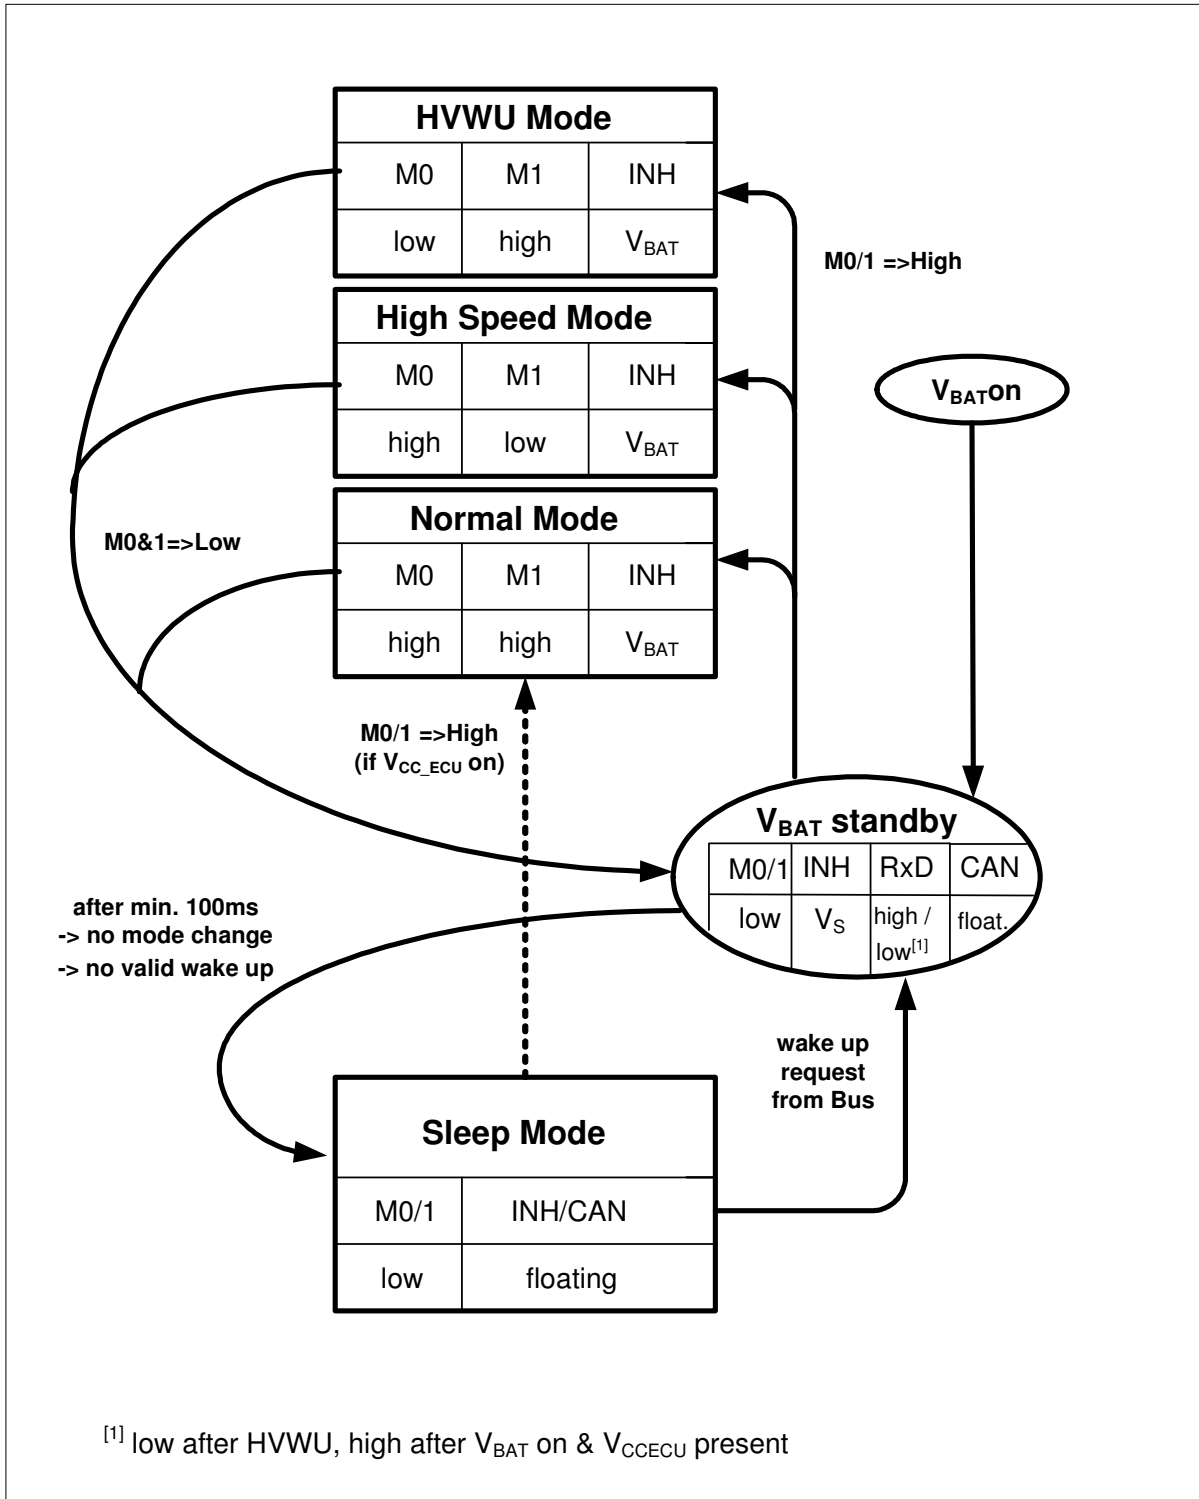 HVWU Mode
M0 M1 INH
low high VBAT
M0/1 =>High
High Speed Mode
M0 M1 INH
high low VBAT
VBATon
Normal Mode
M0&1=>Low
M0 M1 INH
high high VBAT
M0/1 =>High
(if VCC_ECU on)
VBAT standby
M0/1 INH RxD CAN
low VS high / float.
low[1]
after min. 100ms
-> no mode change
-> no valid wake up
wake up
request
from Bus
Sleep Mode
M0/1 INH/CAN
low floating
[1] low after HVWU, high after VBAT on & VCCECU present